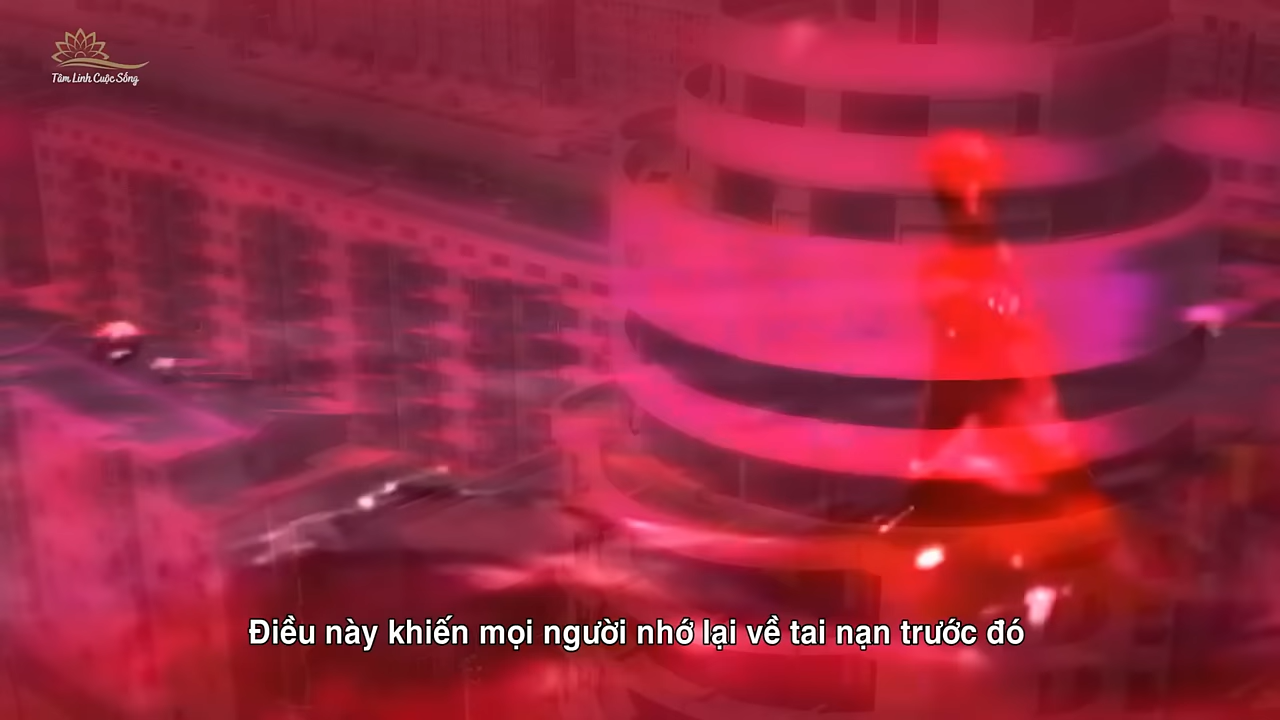 Tâm Linh Cuộc Sống
Điều này khiến mọi người nhớ lại về tai nạn trước đó